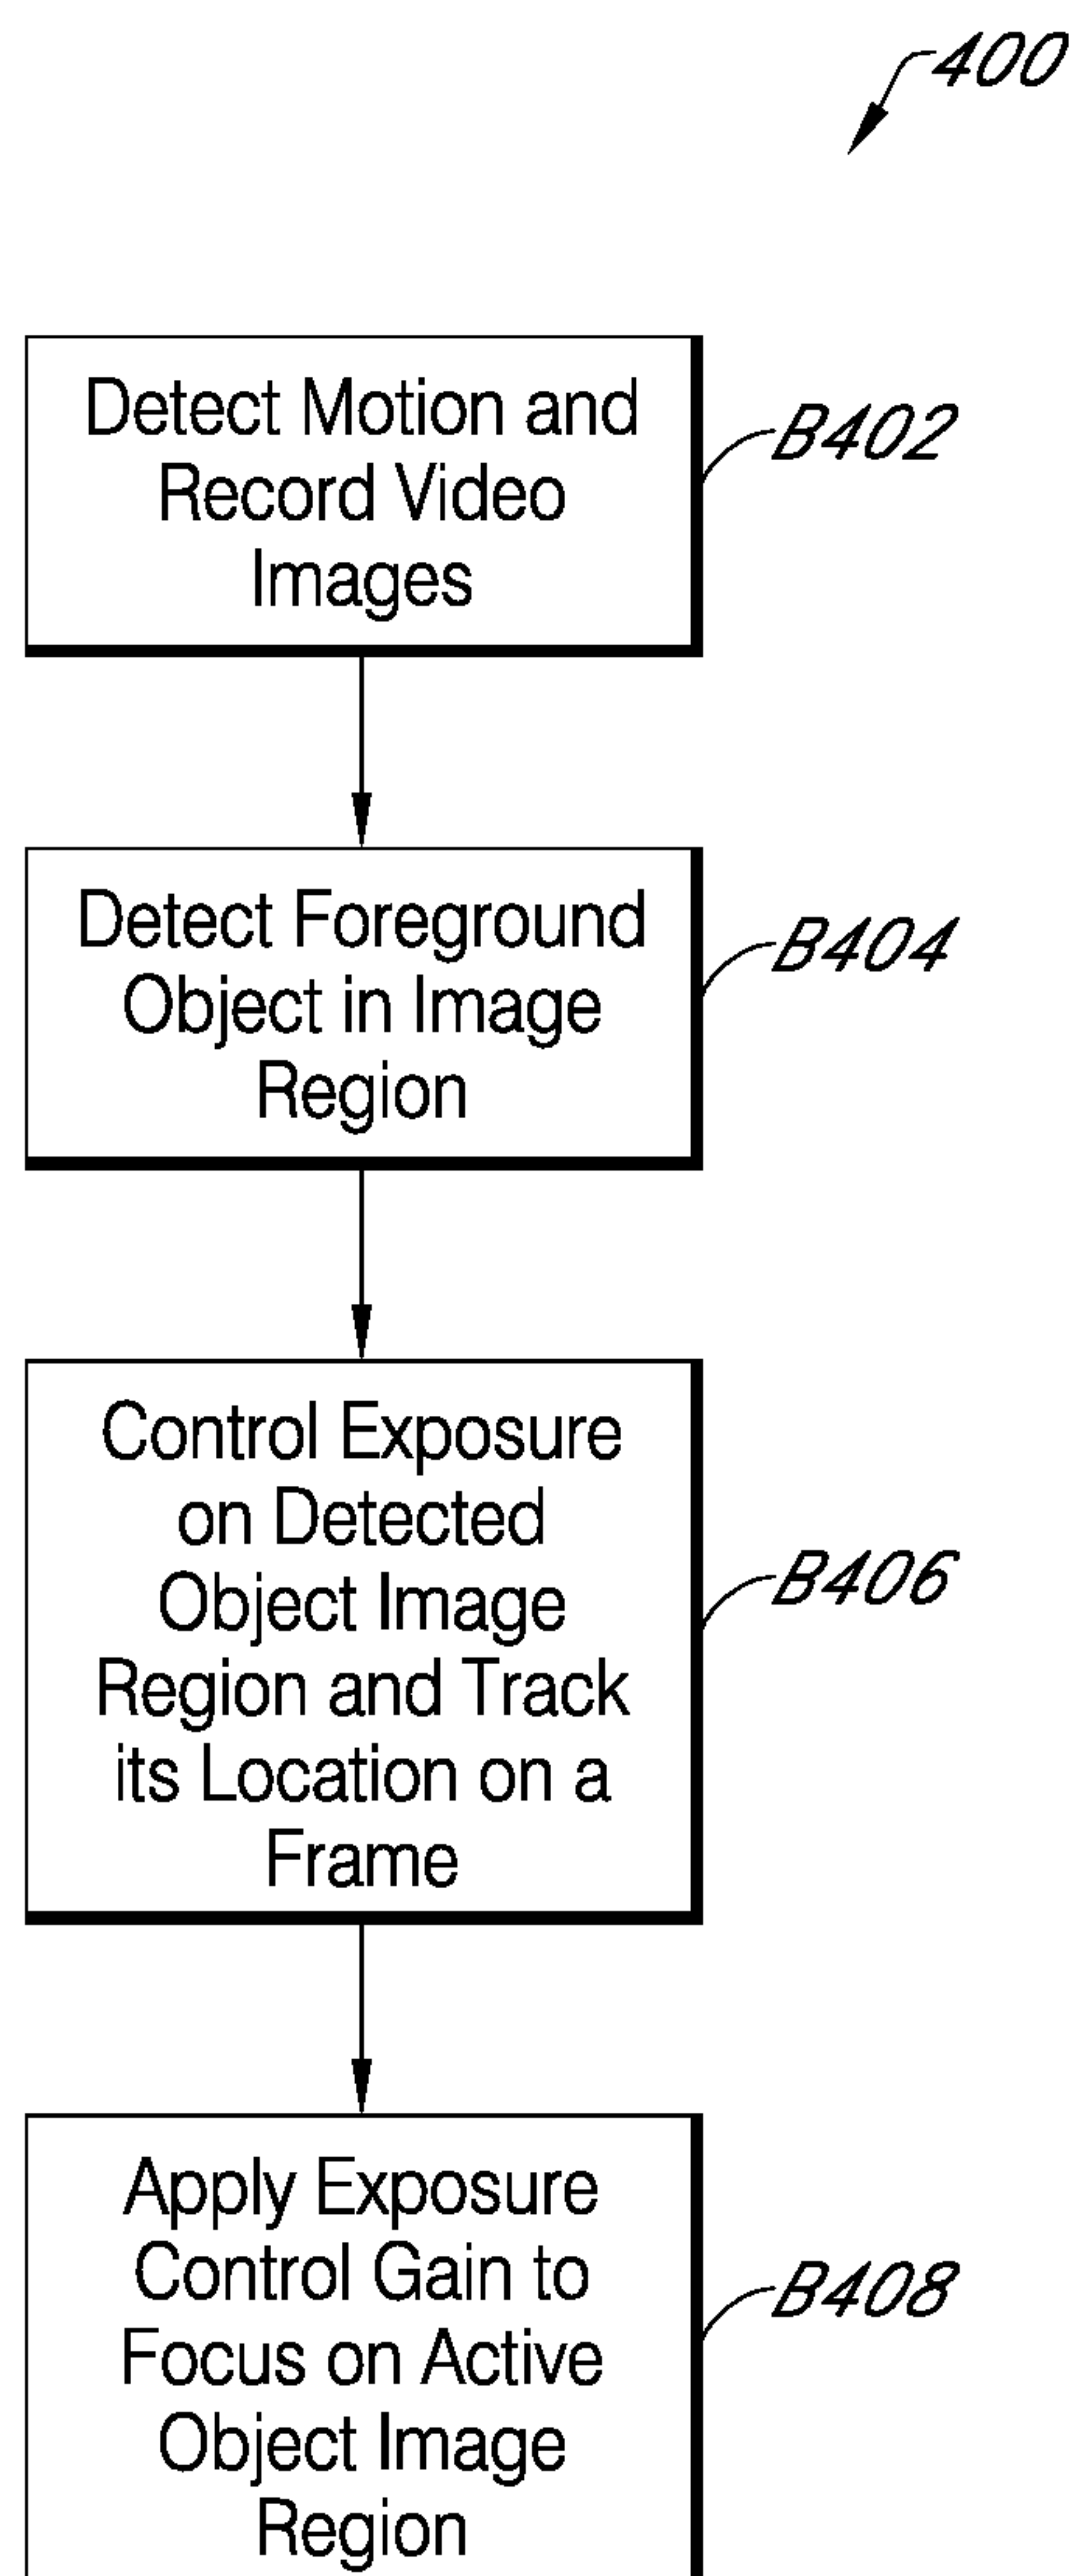 400
Detect Motion and
Record Video
Images
B402
Detect Foreground
Object in Image
Region
B404
Control Exposure
on Detected
Object Image
Region and Track
its Location on a
Frame
B406
Apply Exposure
Control Gain to
Focus on Active
Object Image
Region
B408